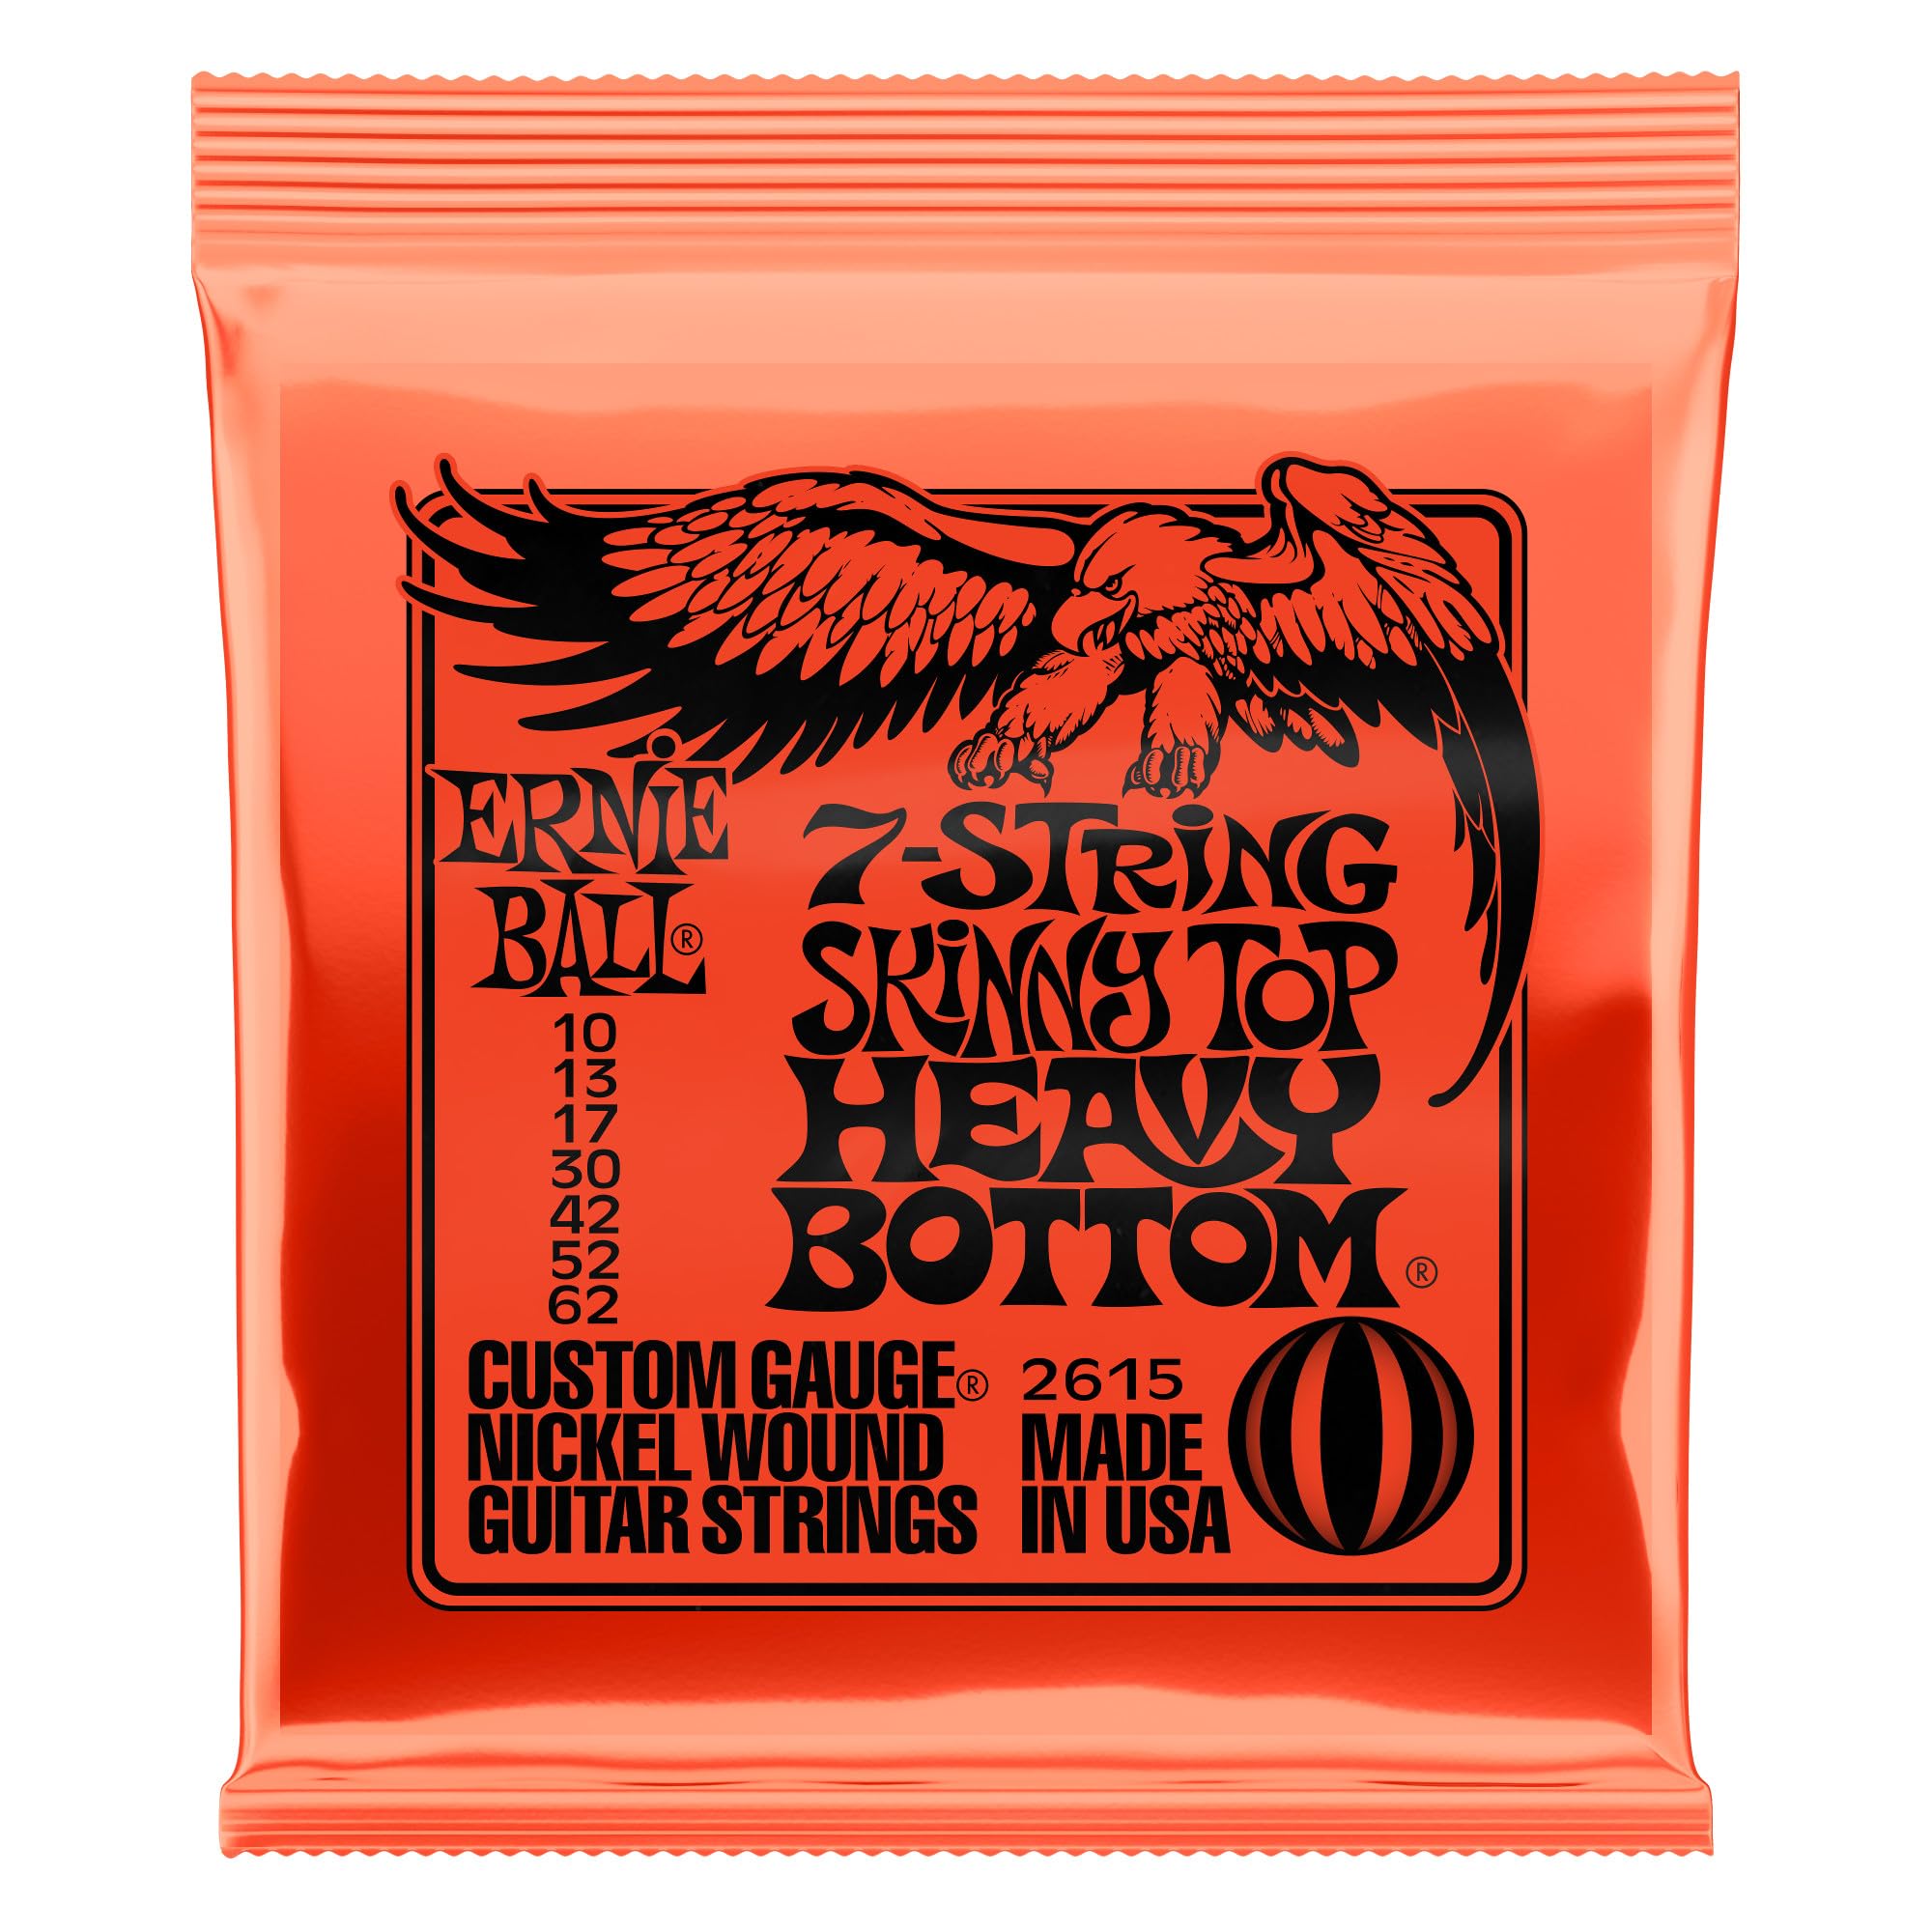 ERNiE
BALL®
7-STRiNG
SKiNNY TOP
HEAVY
BOTTOM®
10
13
17
30
42
52
62
CUSTOM GAUGE®
NICKEL WOUND
GUITAR STRINGS
2615
MADE
IN USA